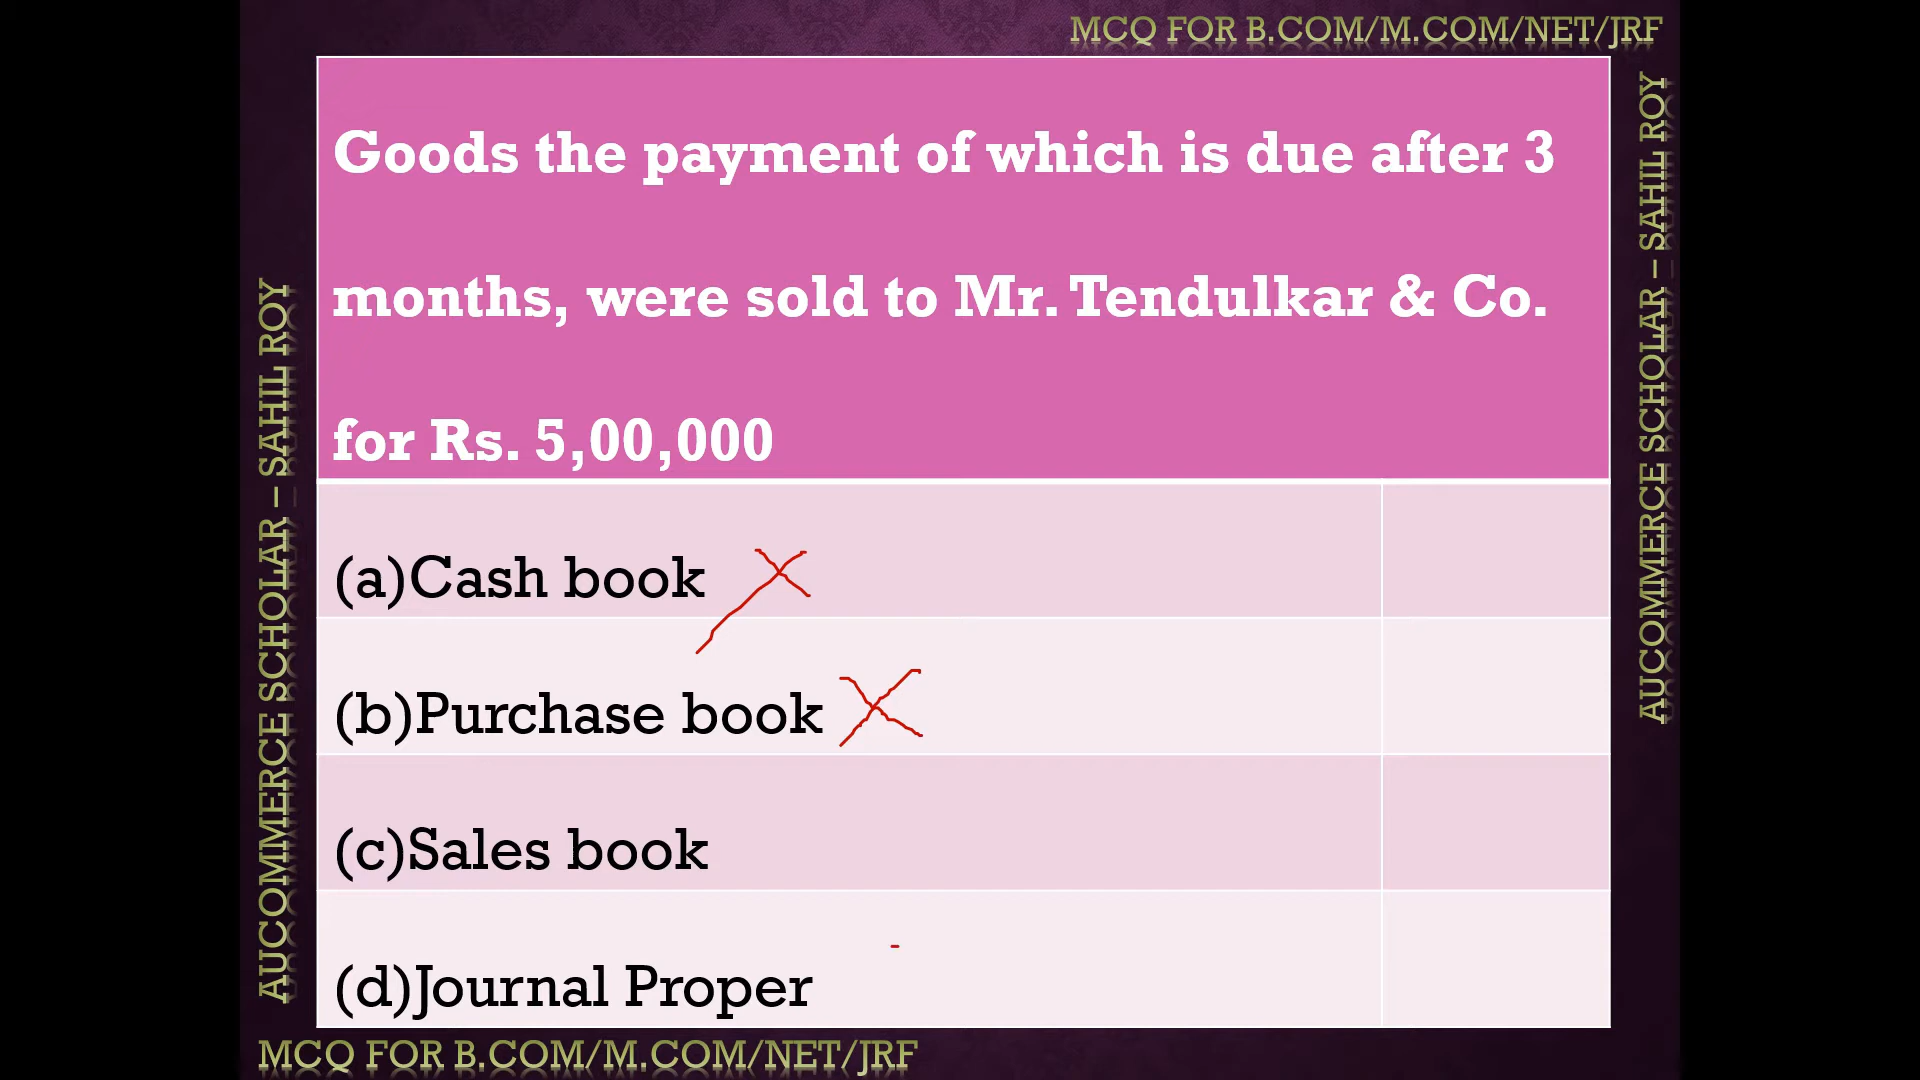 MCQ FOR B.COM/M.COM/NET/JRF
Goods the payment of which is due after 3
months, were sold to Mr. Tendulkar & Co.
for Rs. 5,00,000
(a)Cash book
(b)Purchase book
(c)Sales book
(d)Journal Proper
AUCOMMERCE SCHOLAR – SAHIL ROY
AUCOMMERCE SCHOLAR – SAHIL ROY
MCQ FOR B.COM/M.COM/NET/JRF